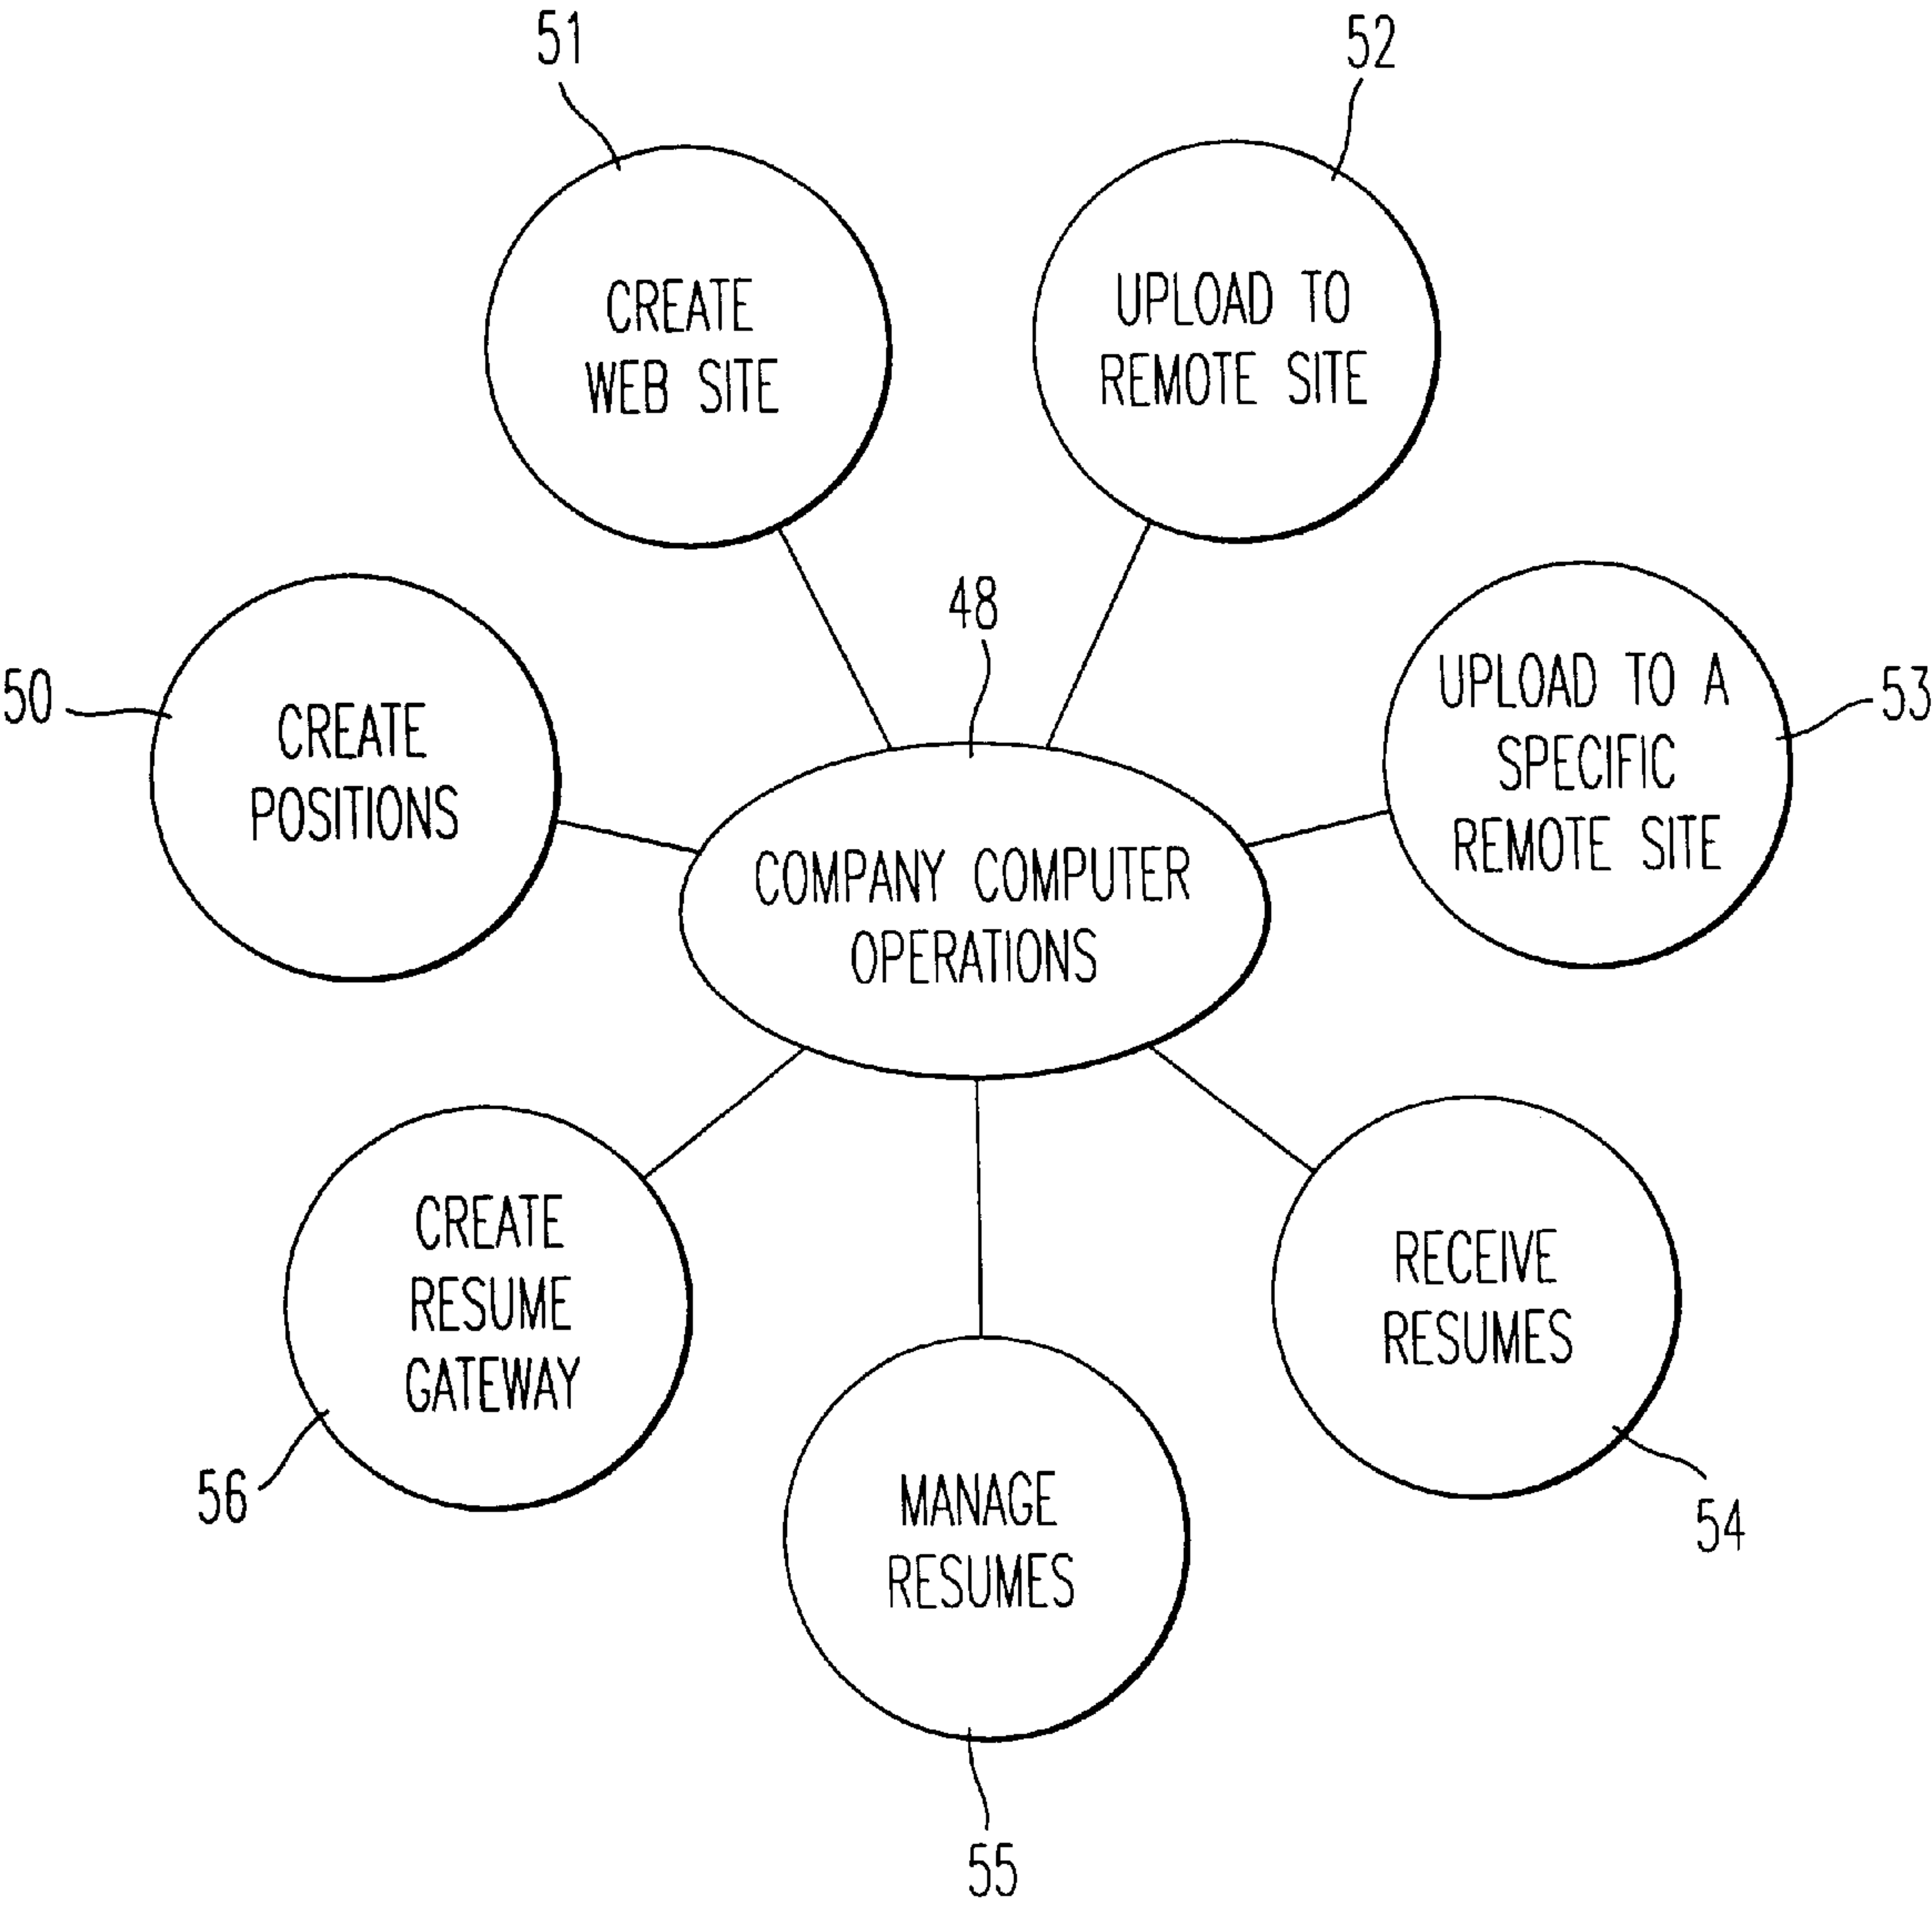 51
52
CREATE
WEB SITE
UPLOAD TO
REMOTE SITE
48
50
CREATE
POSITIONS
UPLOAD TO A
SPECIFIC
REMOTE SITE
53
COMPANY COMPUTER
OPERATIONS
CREATE
RESUME
GATEWAY
56
RECEIVE
RESUMES
54
MANAGE
RESUMES
55